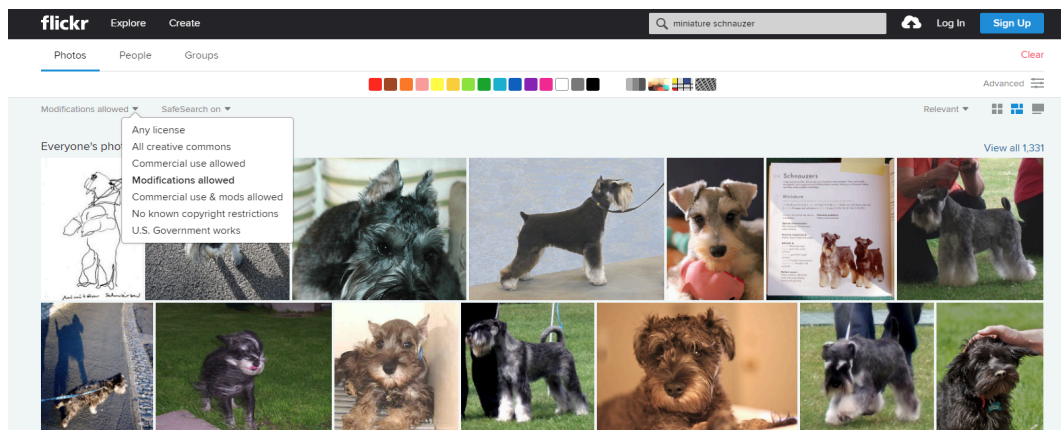 flickr Explore Create miniature schnauzer Log In Sign Up
Photos People Groups Clear
Advanced
Modifications allowed SafeSearch on Relevant
Any license
All creative commons
Commercial use allowed
Modifications allowed
Commercial use & mods allowed
No known copyright restrictions
U.S. Government works
Everyone's pho
View all 1,331
Schnauzers
Miniature